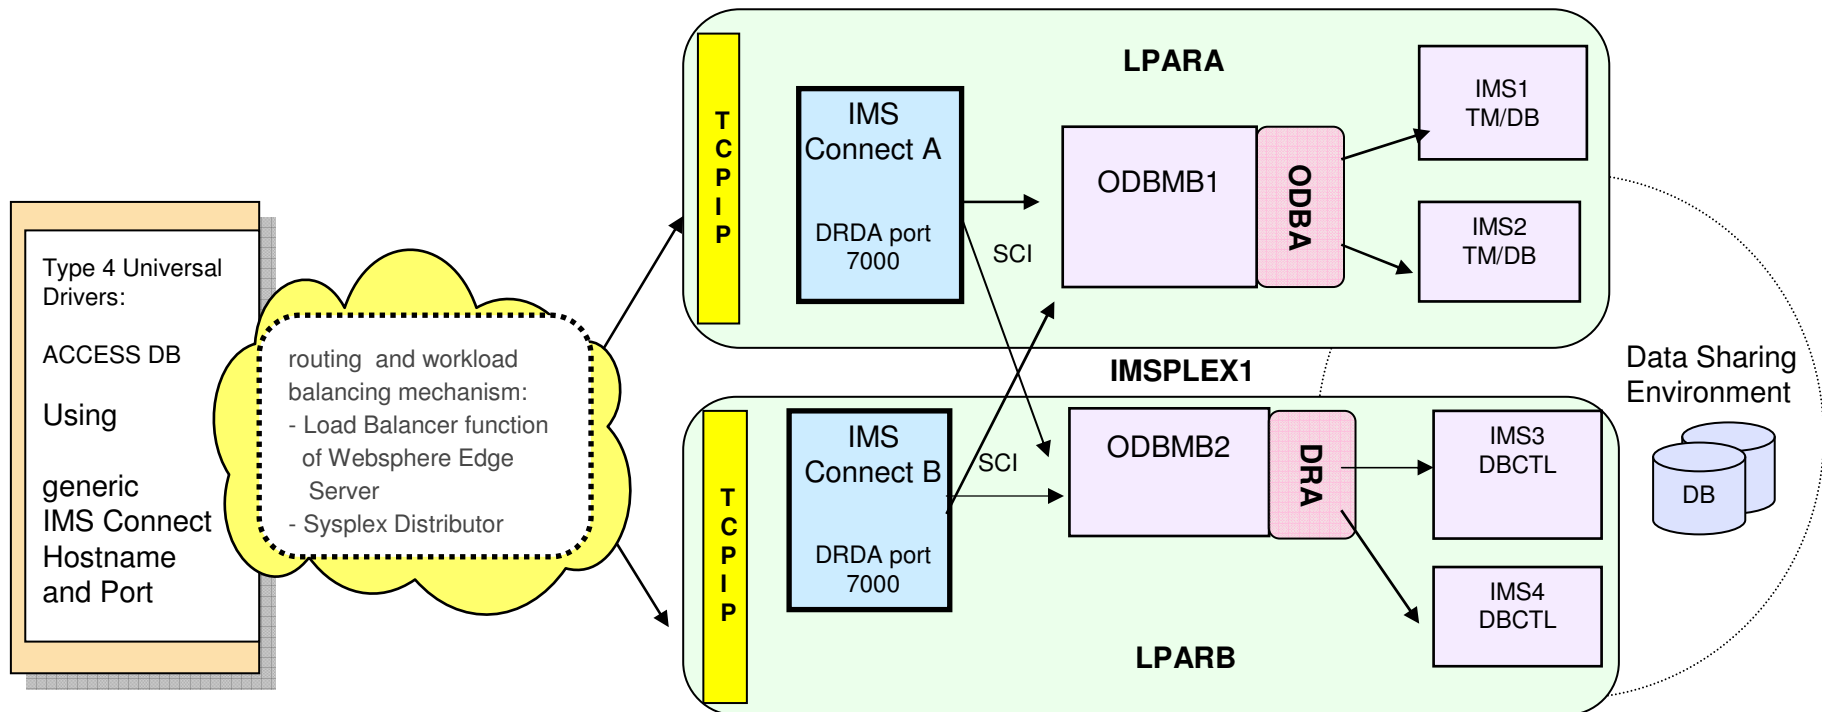 Type 4 Universal
Drivers:
ACCESS DB
Using
generic
IMS Connect
Hostname
and Port
routing and workload
balancing mechanism:
- Load Balancer function
of Websphere Edge
Server
- Sysplex Distributor
LPARA
TCPIP
IMS
Connect A
DRDA port
7000
SCI
ODBMB1
ODBA
IMS1
TM/DB
IMS2
TM/DB
IMSPLEX1
TCPIP
IMS
Connect B
DRDA port
7000
SCI
ODBMB2
DRA
IMS3
DBCTL
IMS4
DBCTL
LPARB
Data Sharing
Environment
DB